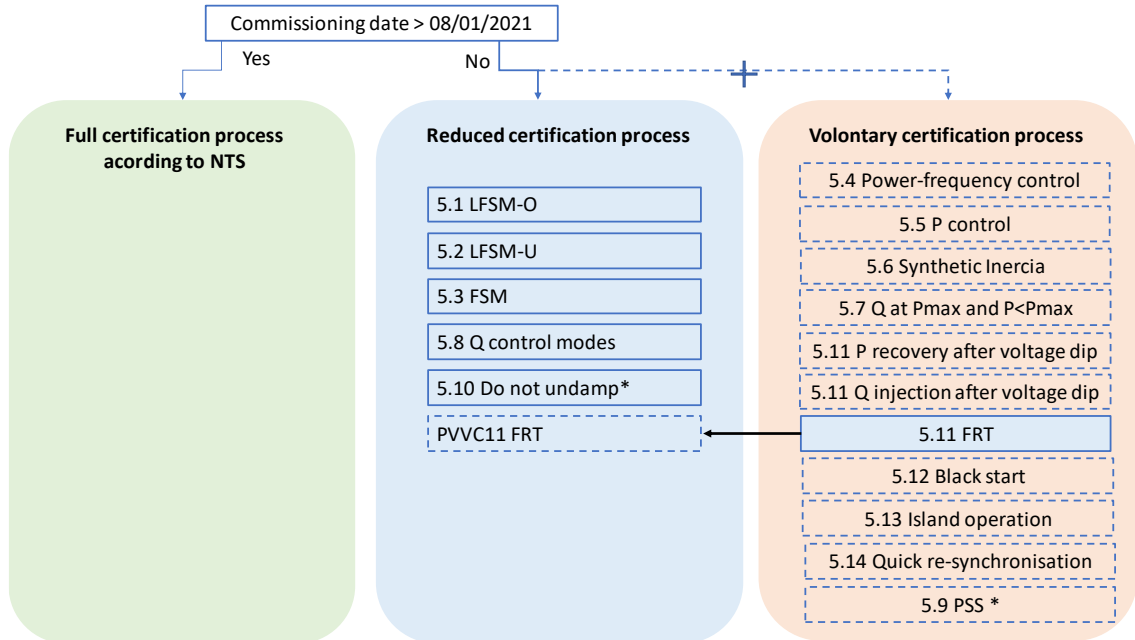 Commissioning date > 08/01/2021
Yes
No
Full certification process
acording to NTS
Reduced certification process
5.1 LFSM-O
5.2 LFSM-U
5.3 FSM
5.8 Q control modes
5.10 Do not undamp*
PVVC11 FRT
Volontary certification process
5.4 Power-frequency control
5.5 P control
5.6 Synthetic Inercia
5.7 Q at Pmax and P<Pmax
5.11 P recovery after voltage dip
5.11 Q injection after voltage dip
5.11 FRT
5.12 Black start
5.13 Island operation
5.14 Quick re-synchronisation
5.9 PSS *